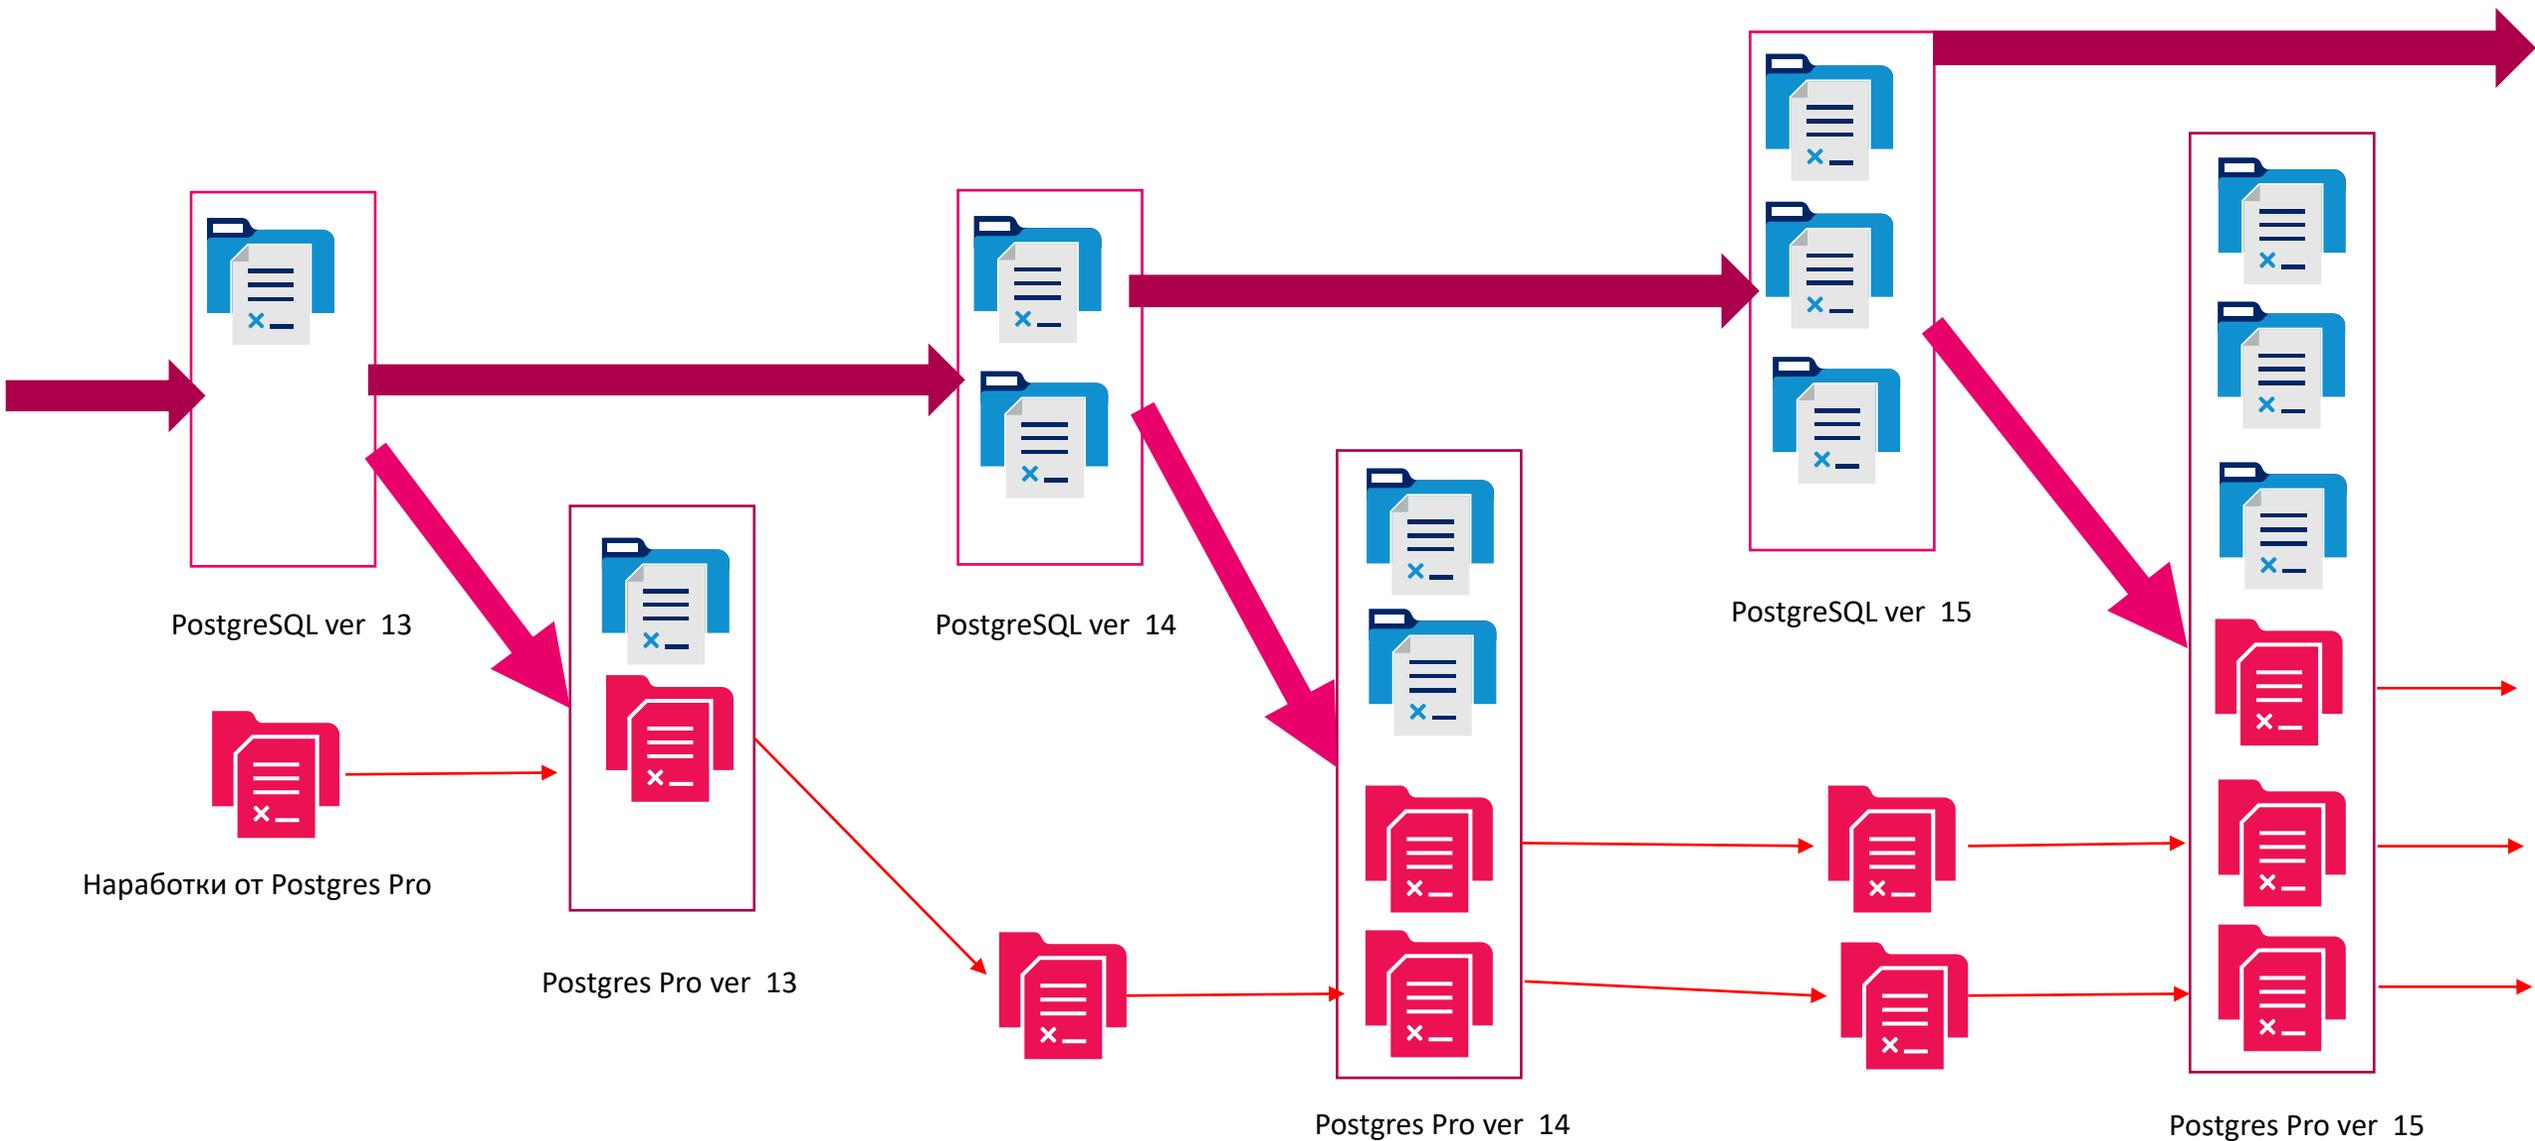 PostgreSQL ver  13
PostgreSQL ver  14
PostgreSQL ver  15
Наработки от Postgres Pro
Postgres Pro ver  13
Postgres Pro ver  14
Postgres Pro ver  15